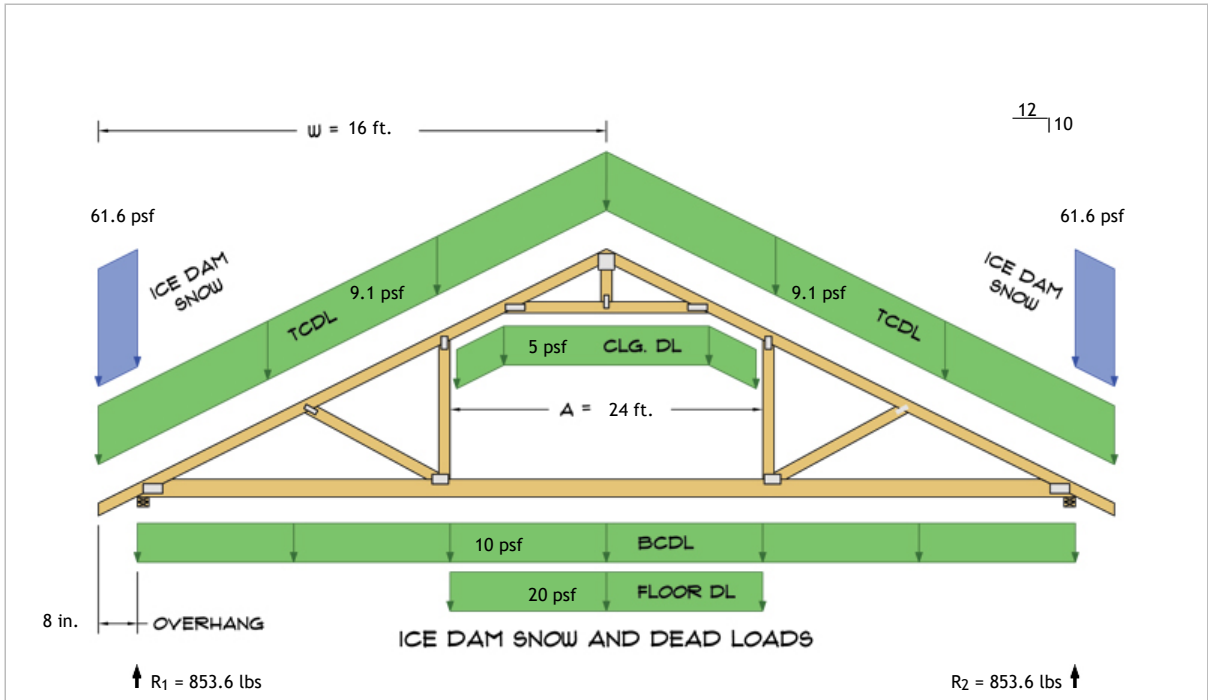 W = 16 ft.
12
10
61.6 psf
61.6 psf
ICE DAM
SNOW
ICE DAM
SNOW
9.1 psf
TCDL
9.1 psf
TCDL
5 psf CLG. DL
A = 24 ft.
10 psf BCDL
20 psf FLOOR DL
8 in. OVERHANG
ICE DAM SNOW AND DEAD LOADS
R1 = 853.6 lbs
R2 = 853.6 lbs